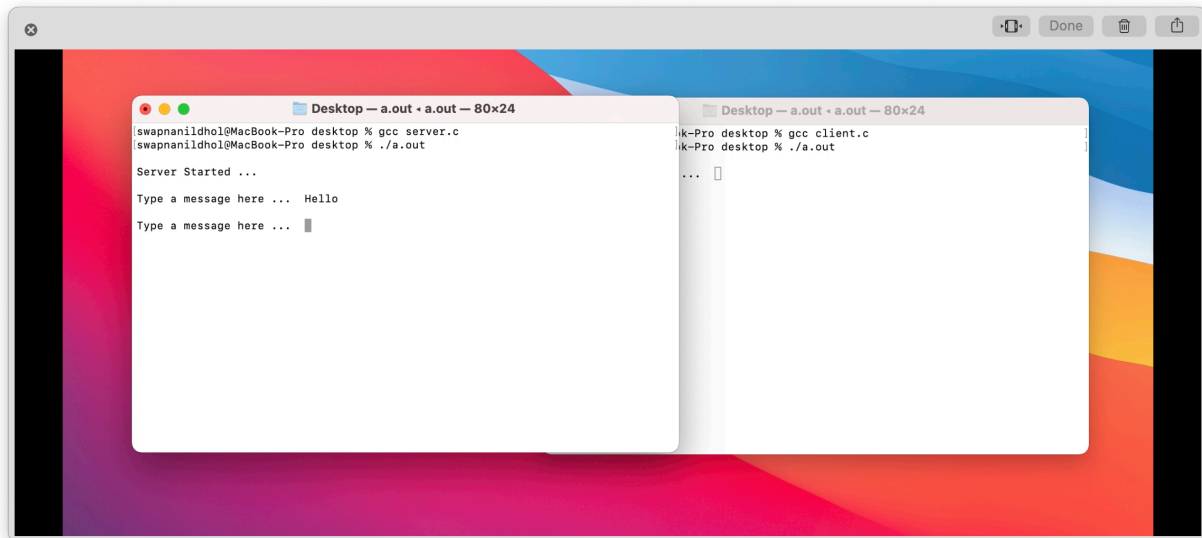 Done
Desktop — a.out ◂ a.out — 80×24
[swapnanildhol@MacBook-Pro desktop % gcc server.c ]
[swapnanildhol@MacBook-Pro desktop % ./a.out ]
Server Started ...
Type a message here ... Hello
Type a message here ...
Desktop — a.out ◂ a.out — 80×24
k-Pro desktop % gcc client.c ]
k-Pro desktop % ./a.out ]
...